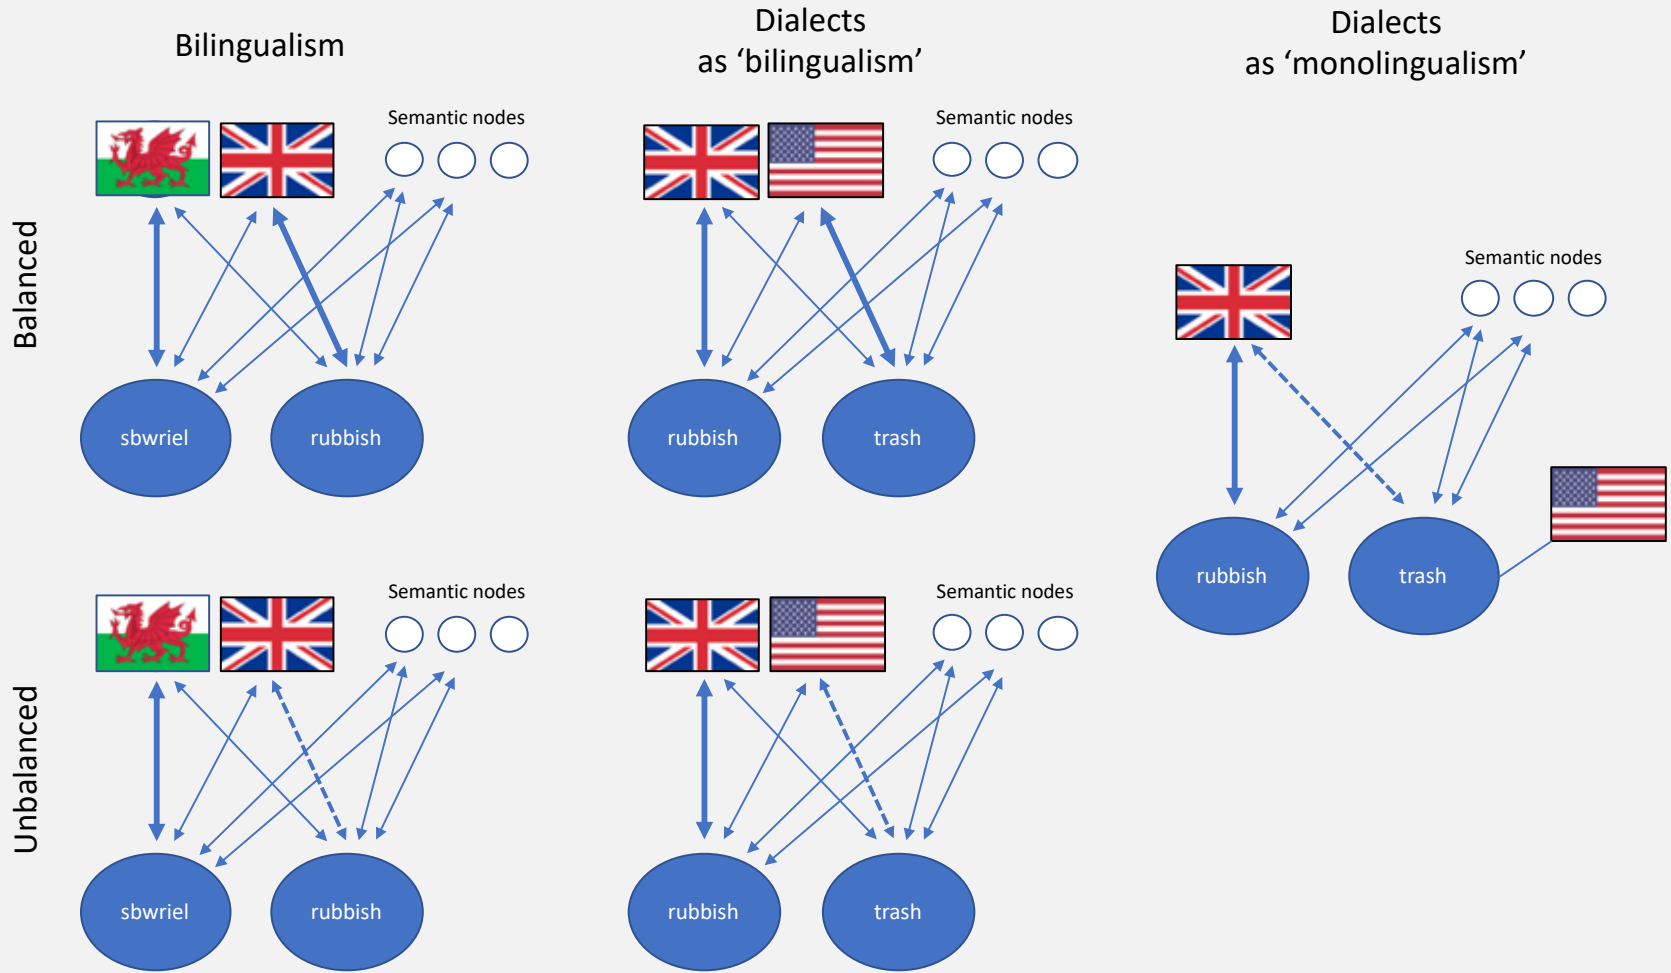 Bilingualism
Dialects
as ‘bilingualism’
Dialects
as ‘monolingualism’
Balanced
Semantic nodes
sbwriel
rubbish
Semantic nodes
rubbish
trash
Semantic nodes
rubbish
trash
Unbalanced
Semantic nodes
sbwriel
rubbish
Semantic nodes
rubbish
trash